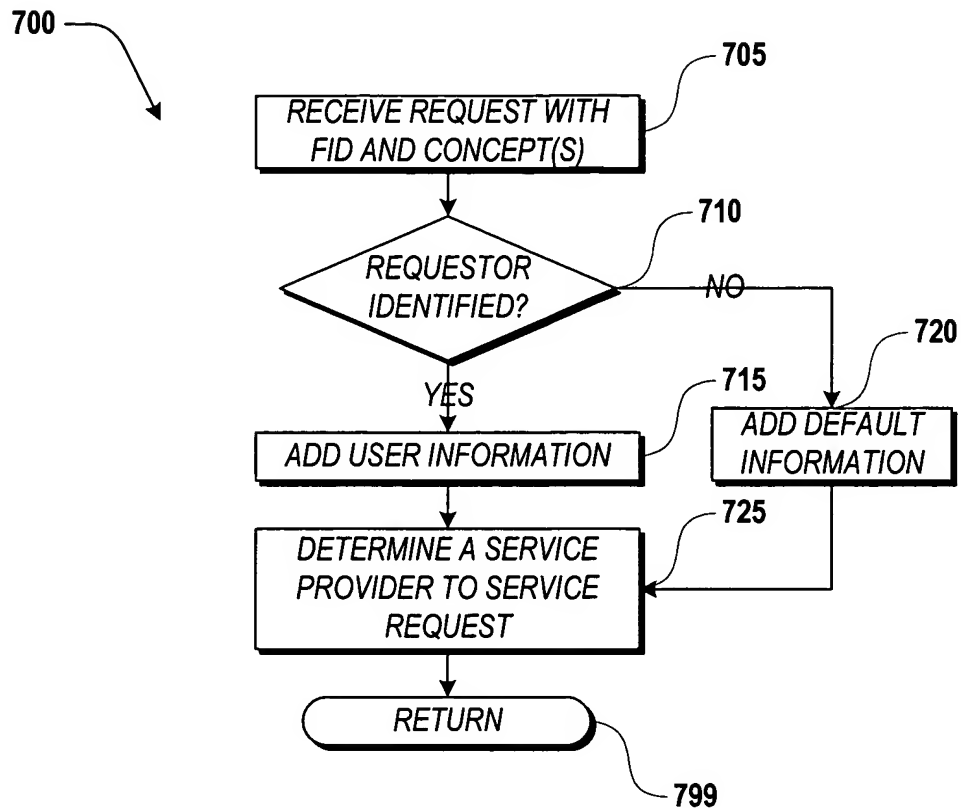 700
705
RECEIVE REQUEST WITH
FID AND CONCEPT(S)
710
REQUESTOR
IDENTIFIED?
NO
720
YES
715
ADD USER INFORMATION
ADD DEFAULT
INFORMATION
725
DETERMINE A SERVICE
PROVIDER TO SERVICE
REQUEST
RETURN
799